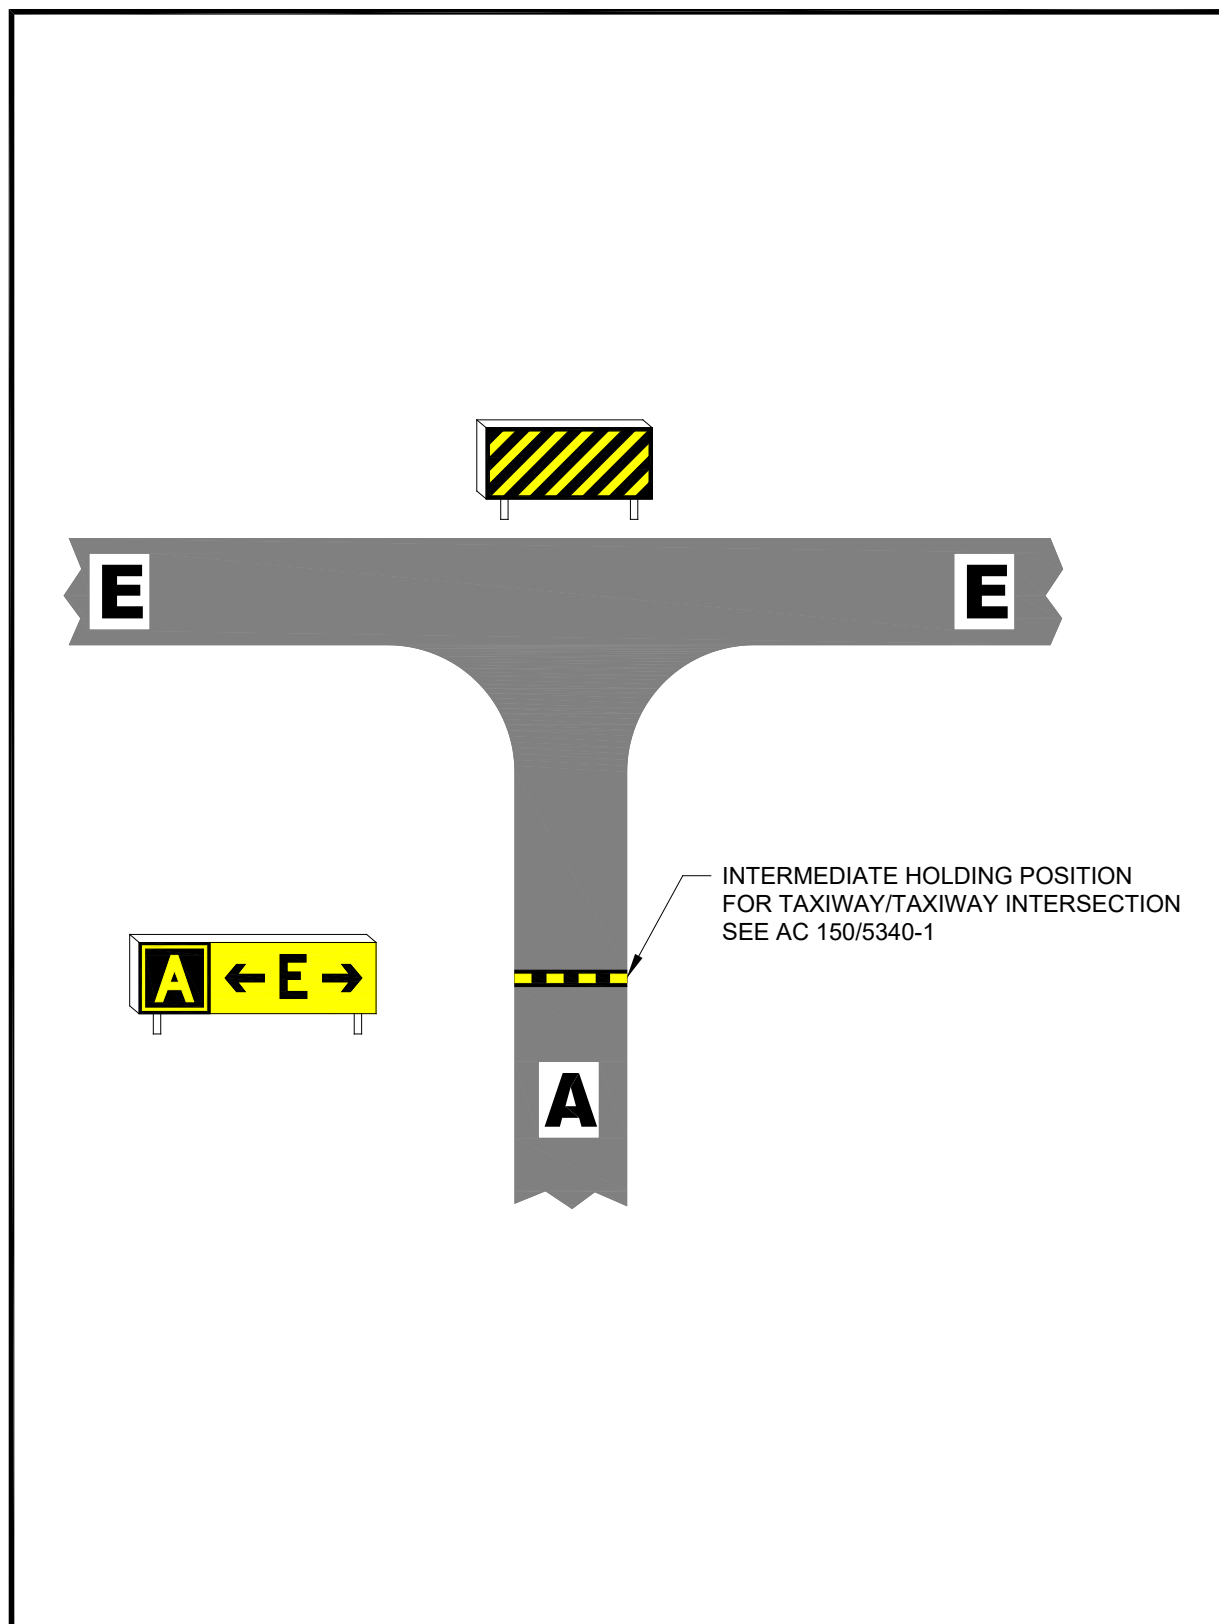 E E
INTERMEDIATE HOLDING POSITION
FOR TAXIWAY/TAXIWAY INTERSECTION
SEE AC 150/5340-1
A ←E→
A